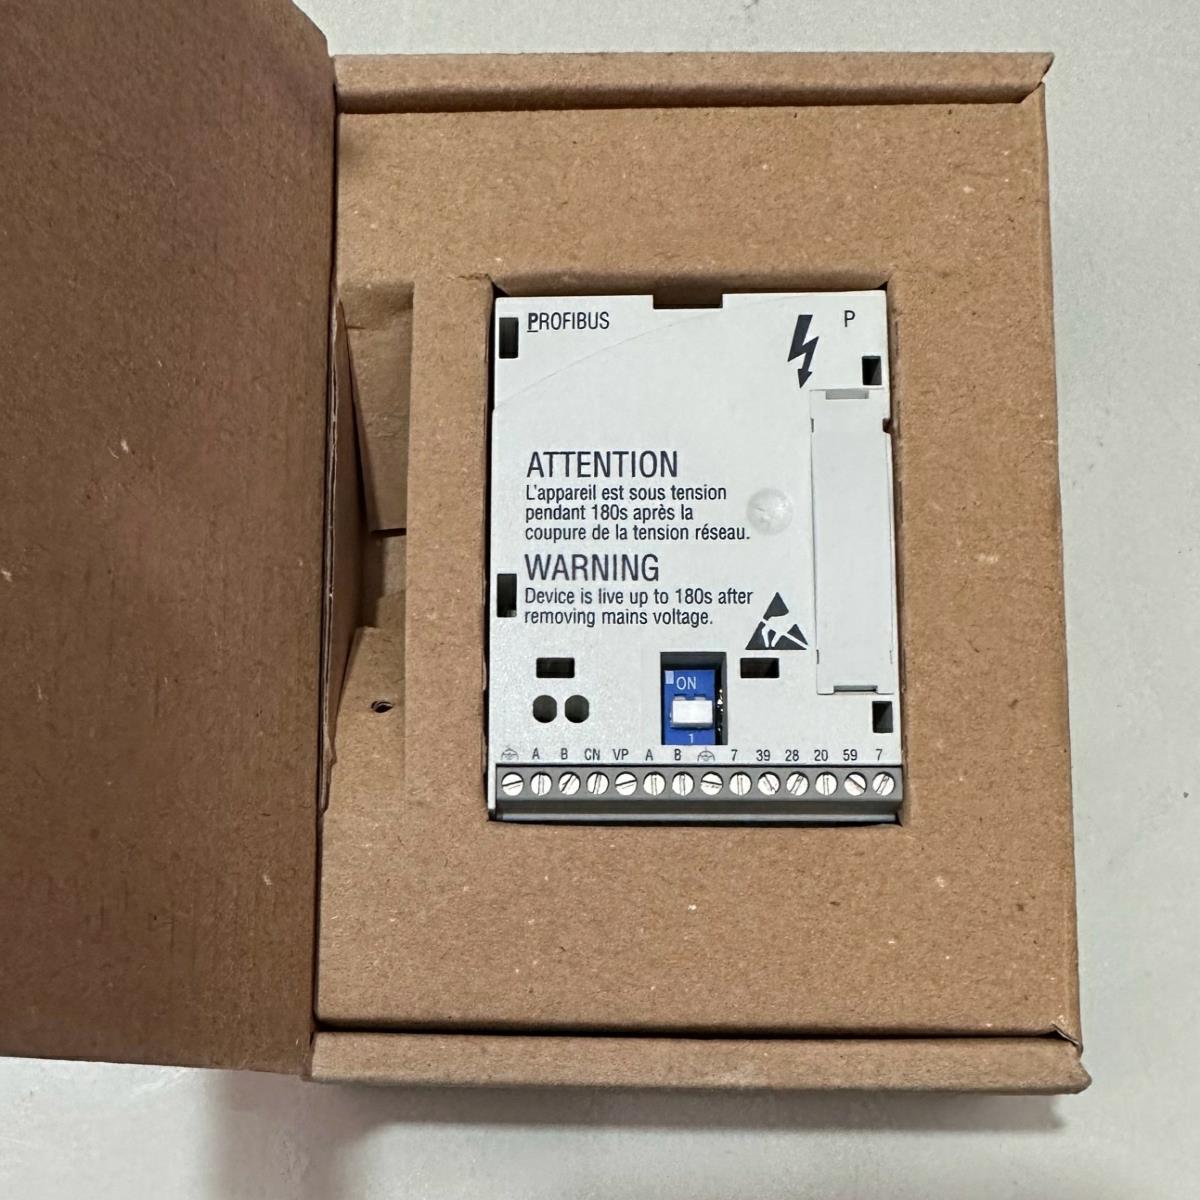 PROFIBUS
P
ATTENTION
L'appareil est sous tension
pendant 180s après la
coupure de la tension réseau.
WARNING
Device is live up to 180s after
removing mains voltage.
ON
1
A B CN VP A B 7 39 28 20 59 7